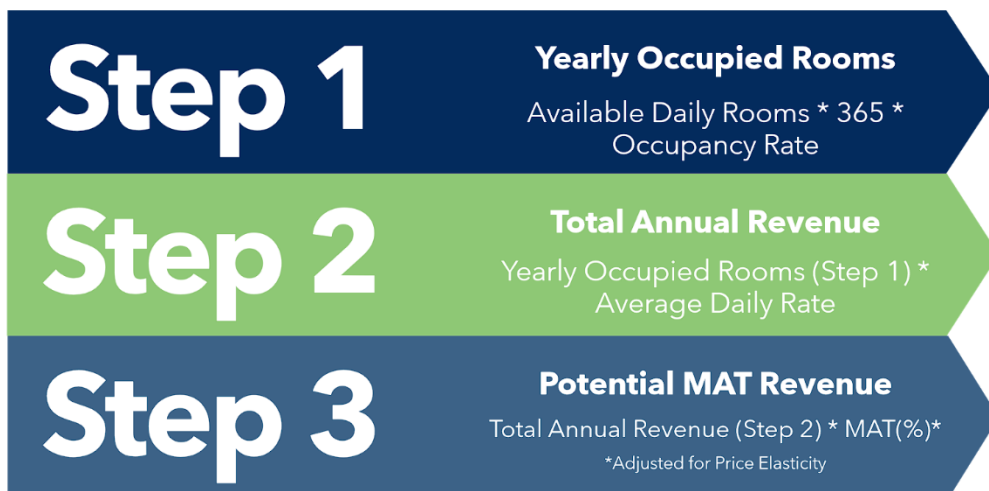 Step 1
Yearly Occupied Rooms
Available Daily Rooms * 365 *
Occupancy Rate
Step 2
Total Annual Revenue
Yearly Occupied Rooms (Step 1) *
Average Daily Rate
Step 3
Potential MAT Revenue
Total Annual Revenue (Step 2) * MAT(%)*
*Adjusted for Price Elasticity